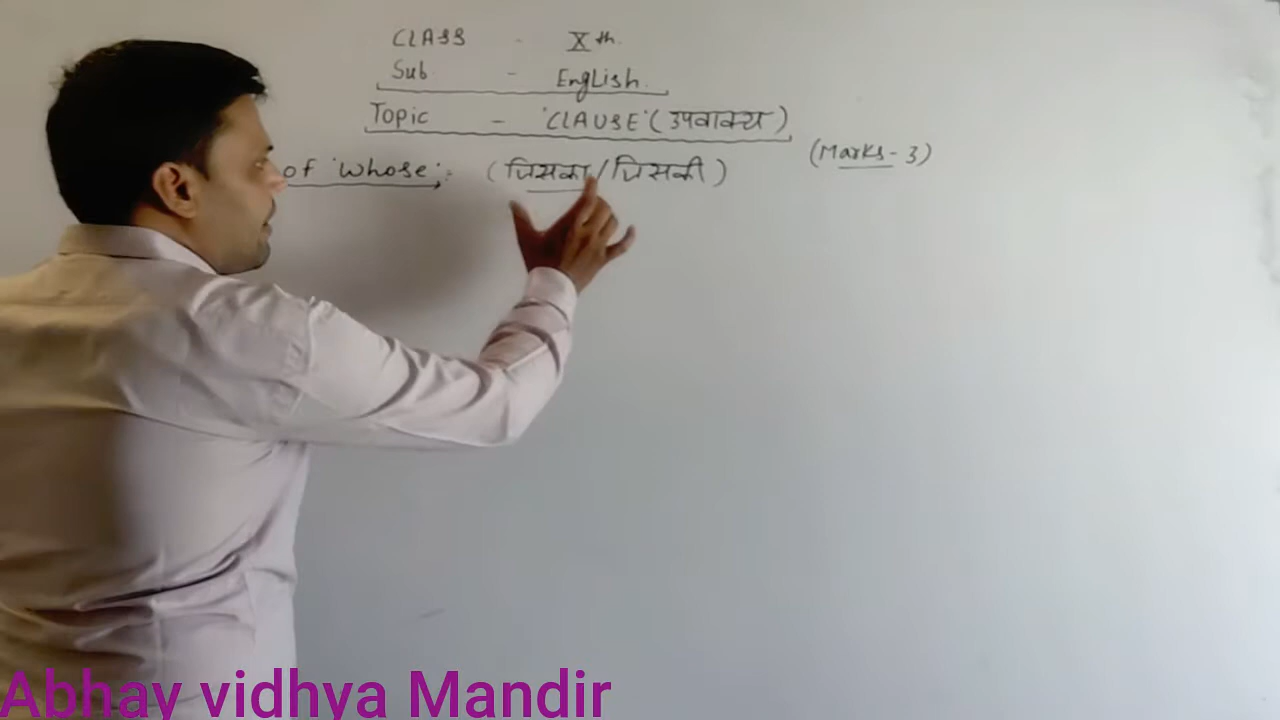 CLASS - Xth.
Sub - English.
Topic - 'CLAUSE' (उपवाक्य)
(Marks - 3)
of 'whose' : (जिसका/जिसकी)
Abhay vidhya Mandir